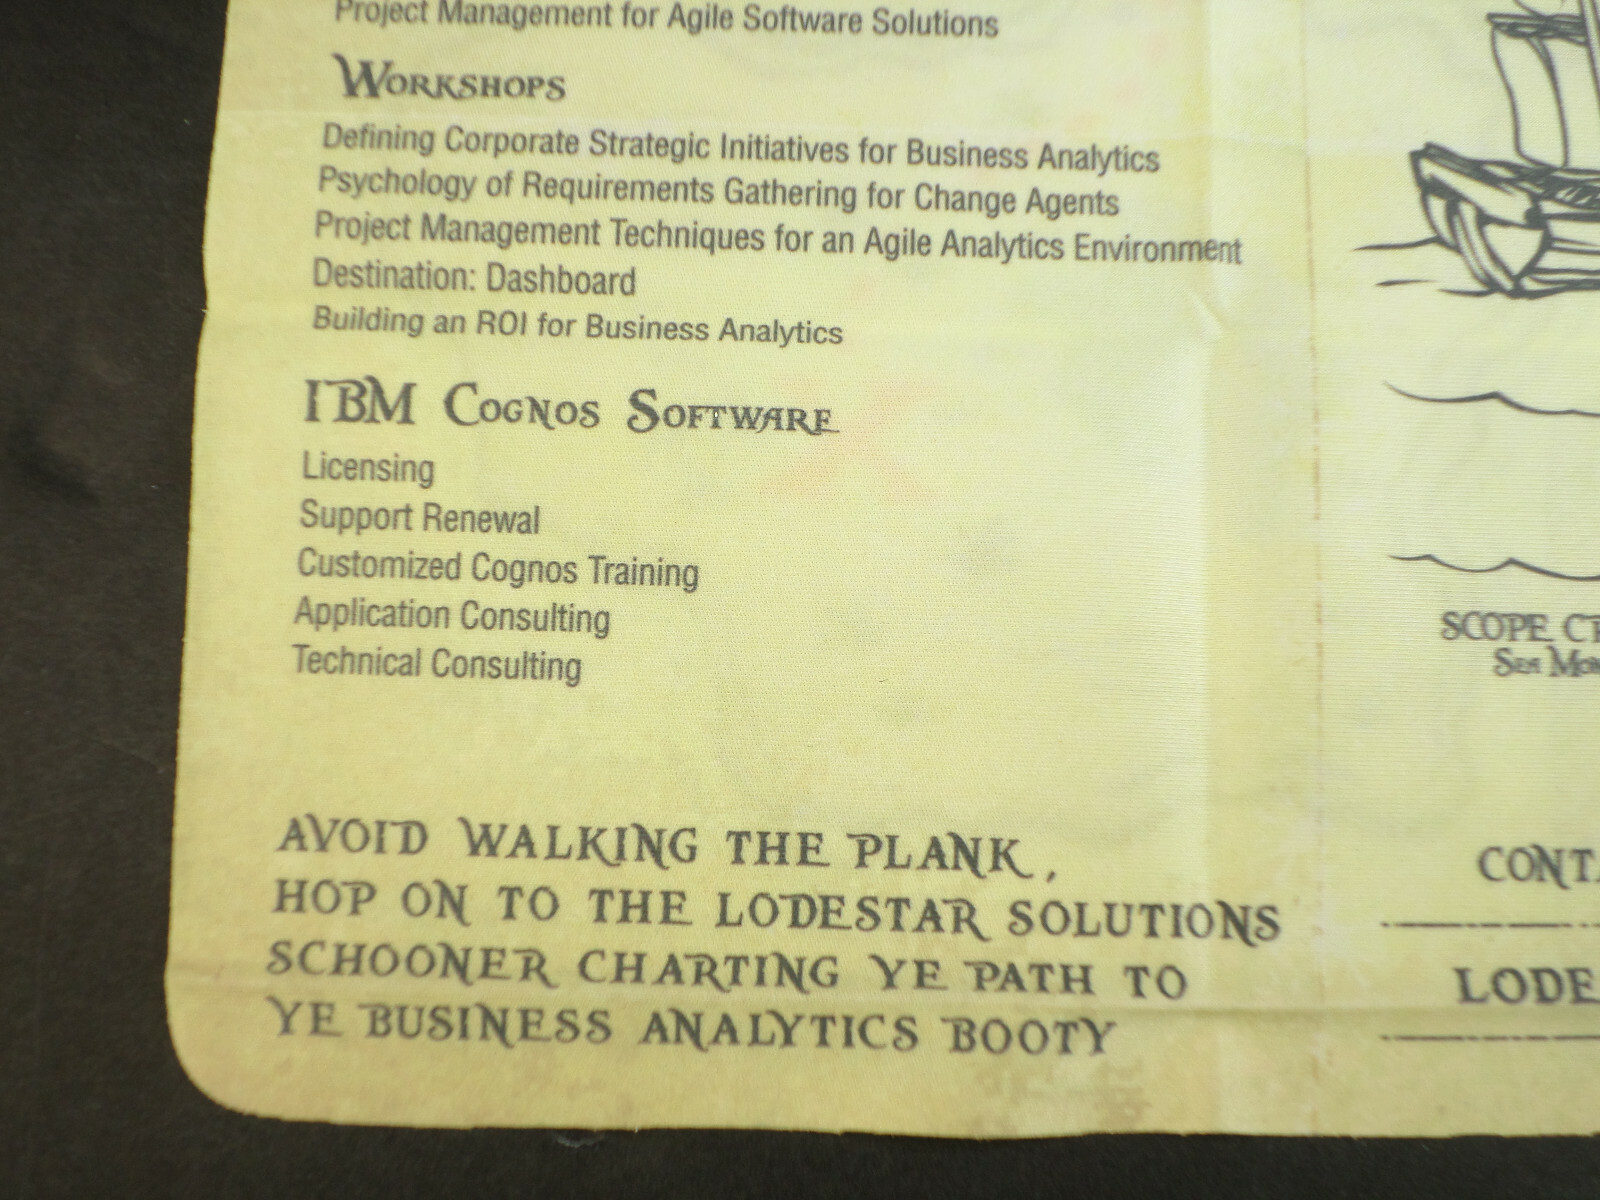 Project Management for Agile Software Solutions
WORKSHOPS
Defining Corporate Strategic Initiatives for Business Analytics
Psychology of Requirements Gathering for Change Agents
Project Management Techniques for an Agile Analytics Environment
Destination: Dashboard
Building an ROI for Business Analytics
IBM COGNOS SOFTWARE
Licensing
Support Renewal
Customized Cognos Training
Application Consulting
Technical Consulting
AVOID WALKING THE PLANK,
HOP ON TO THE LODESTAR SOLUTIONS
SCHOONER CHARTING YE PATH TO
YE BUSINESS ANALYTICS BOOTY
SCOPE
SEA